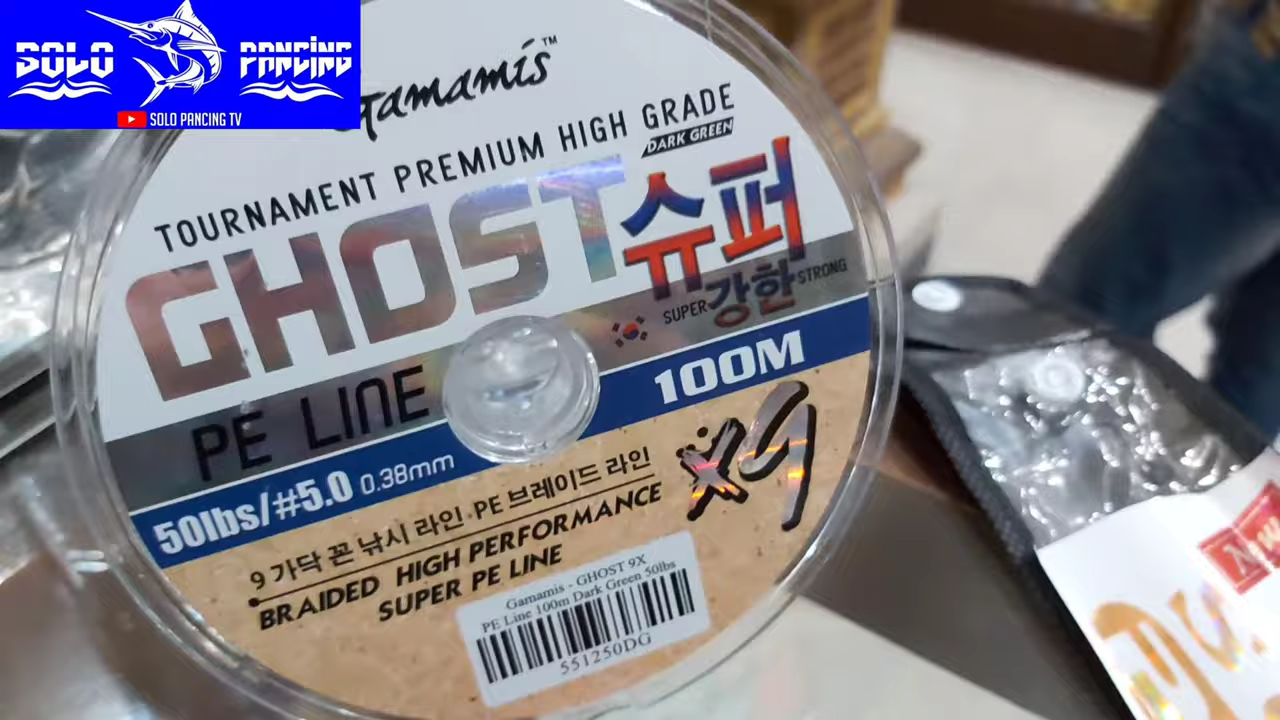 SOLO PANCING
SOLO PANCING TV
Gamamis™
TOURNAMENT PREMIUM HIGH GRADE
DARK GREEN
GHOST 슈퍼
SUPER 강한 STRONG
PE LINE
100M
50lbs/#5.0 0.38mm
X9
9 가닥 꼰 낚시 라인·PE 브레이드 라인
BRAIDED HIGH PERFORMANCE
SUPER PE LINE
Gamamis - GHOST 9X
PE Line 100m Dark Green 50lbs
551250DG